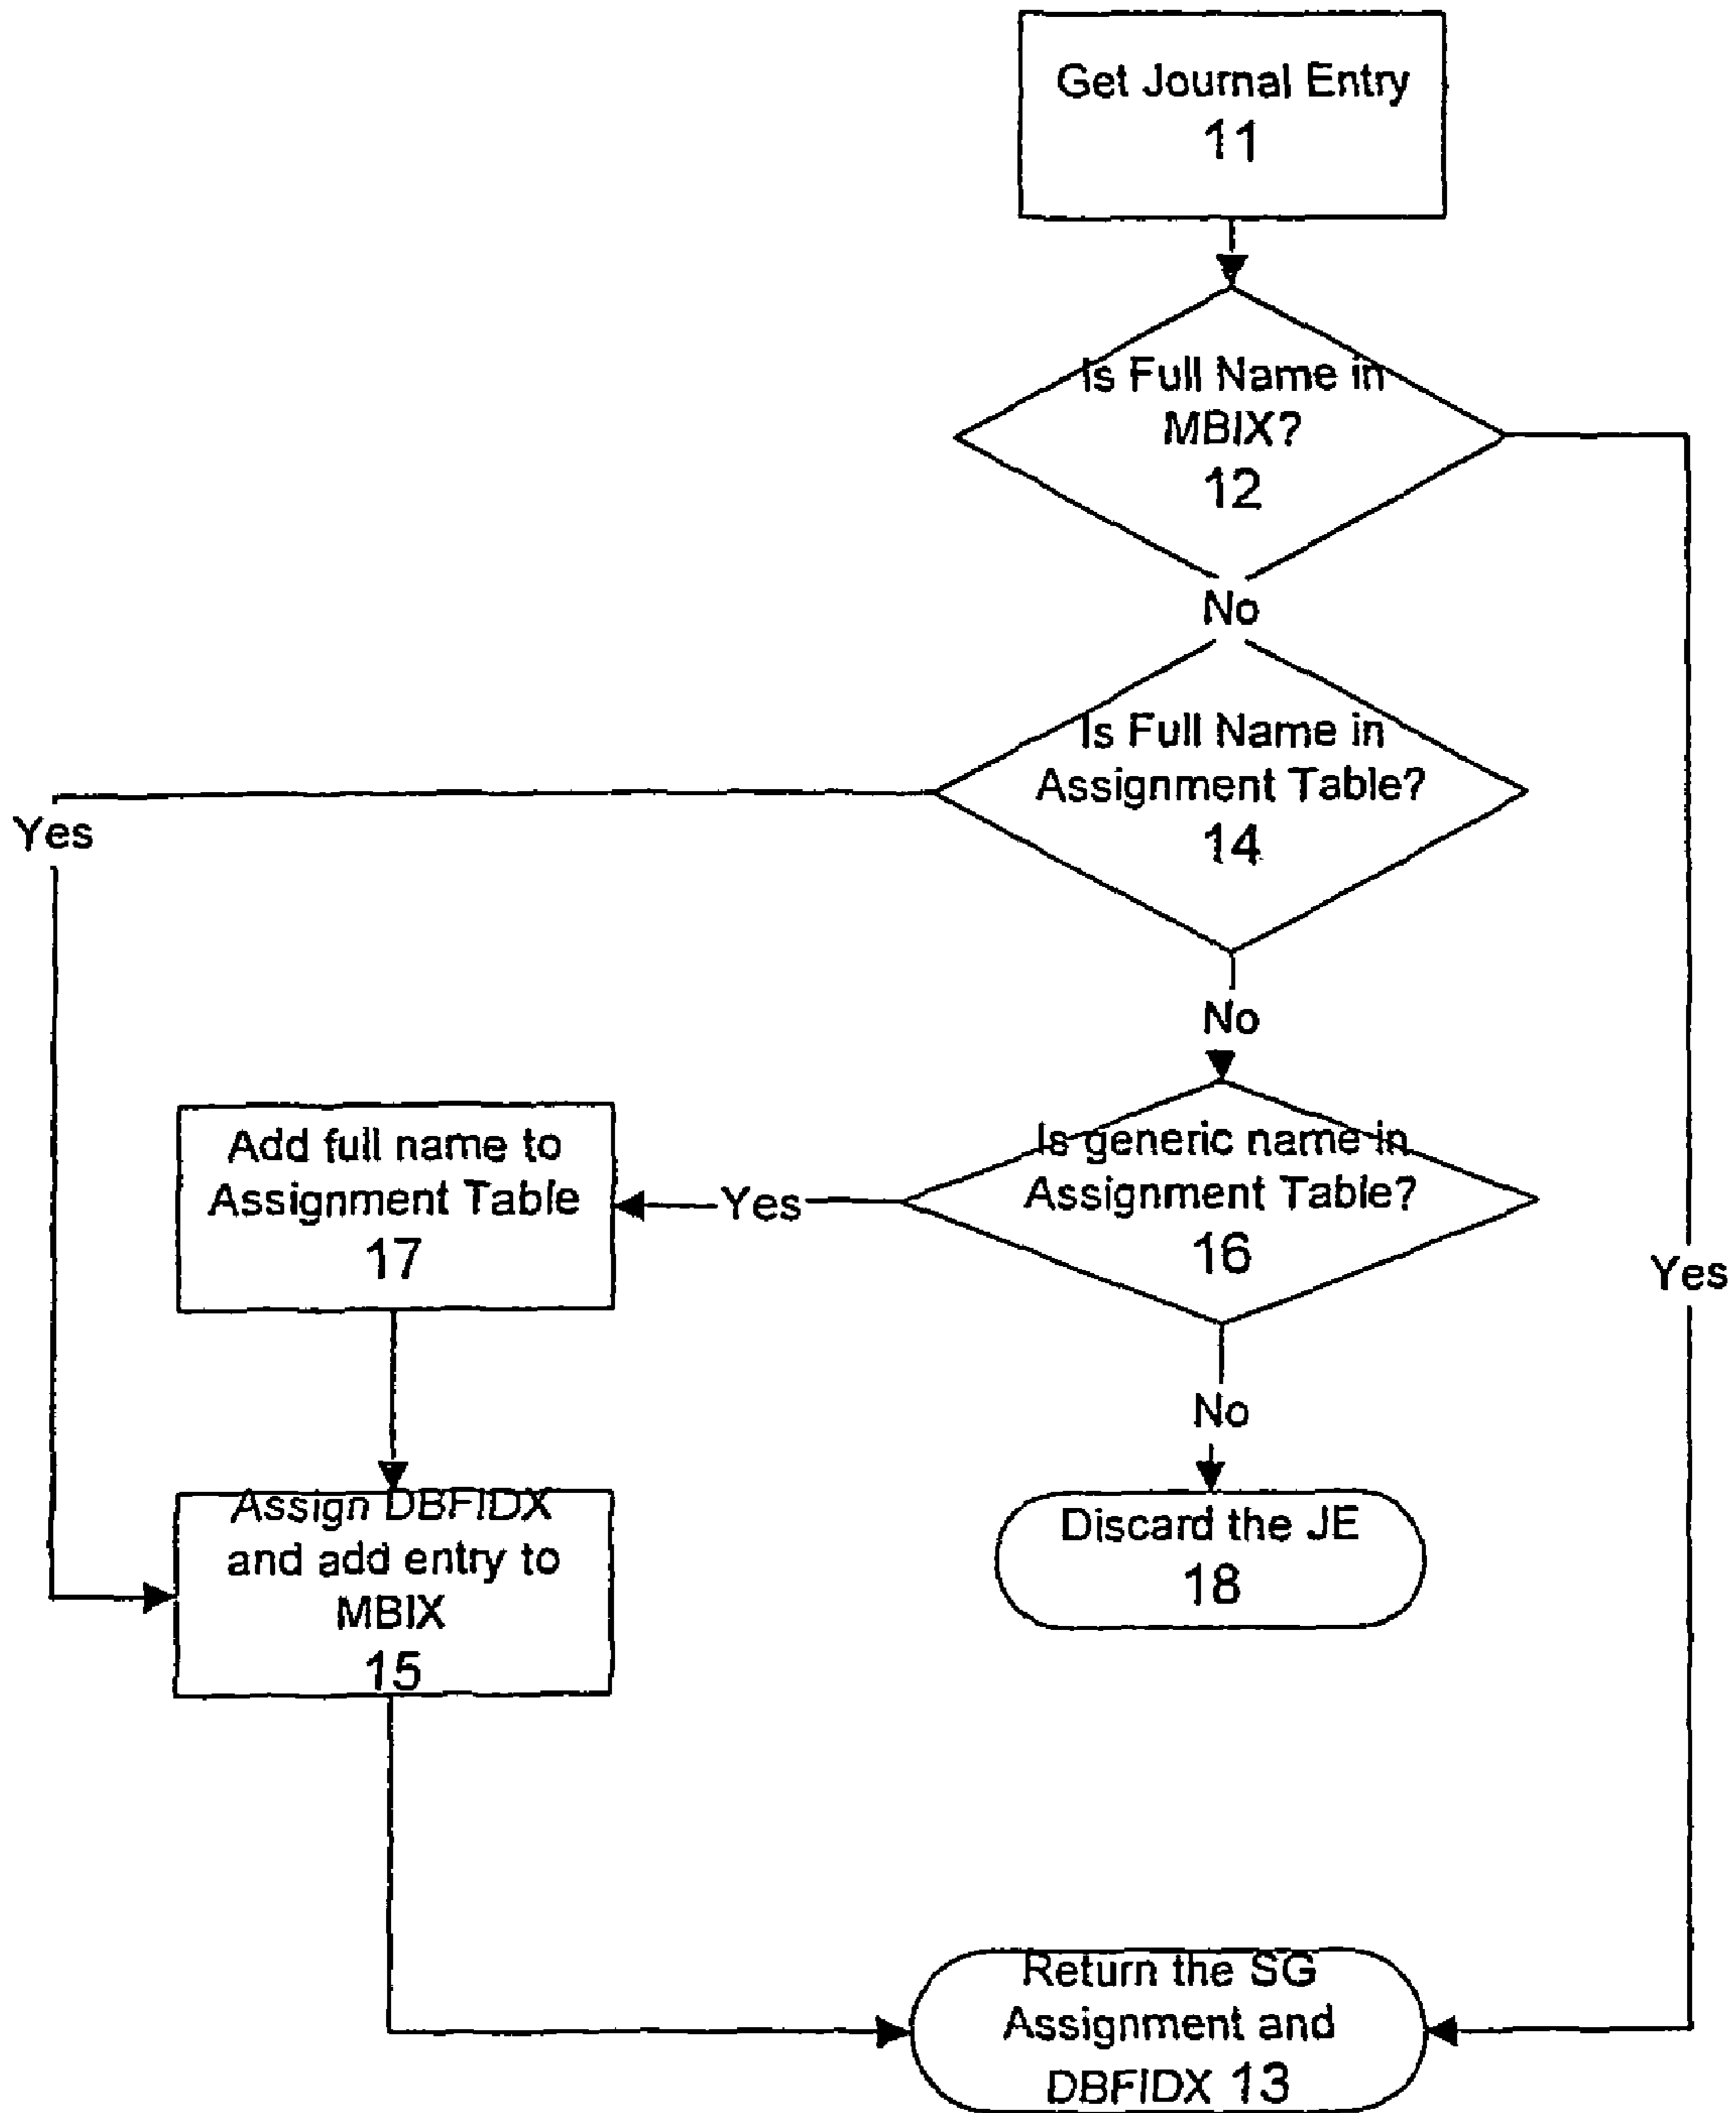 Get Journal Entry
11
Is Full Name in
MBIX?
12
No
Is Full Name in
Assignment Table?
14
Yes
No
Is generic name in
Assignment Table?
16
Yes
Add full name to
Assignment Table
17
Yes
No
Assign DBFIDX
and add entry to
MBIX
15
Discard the JE
18
Return the SG
Assignment and
DBFIDX 13